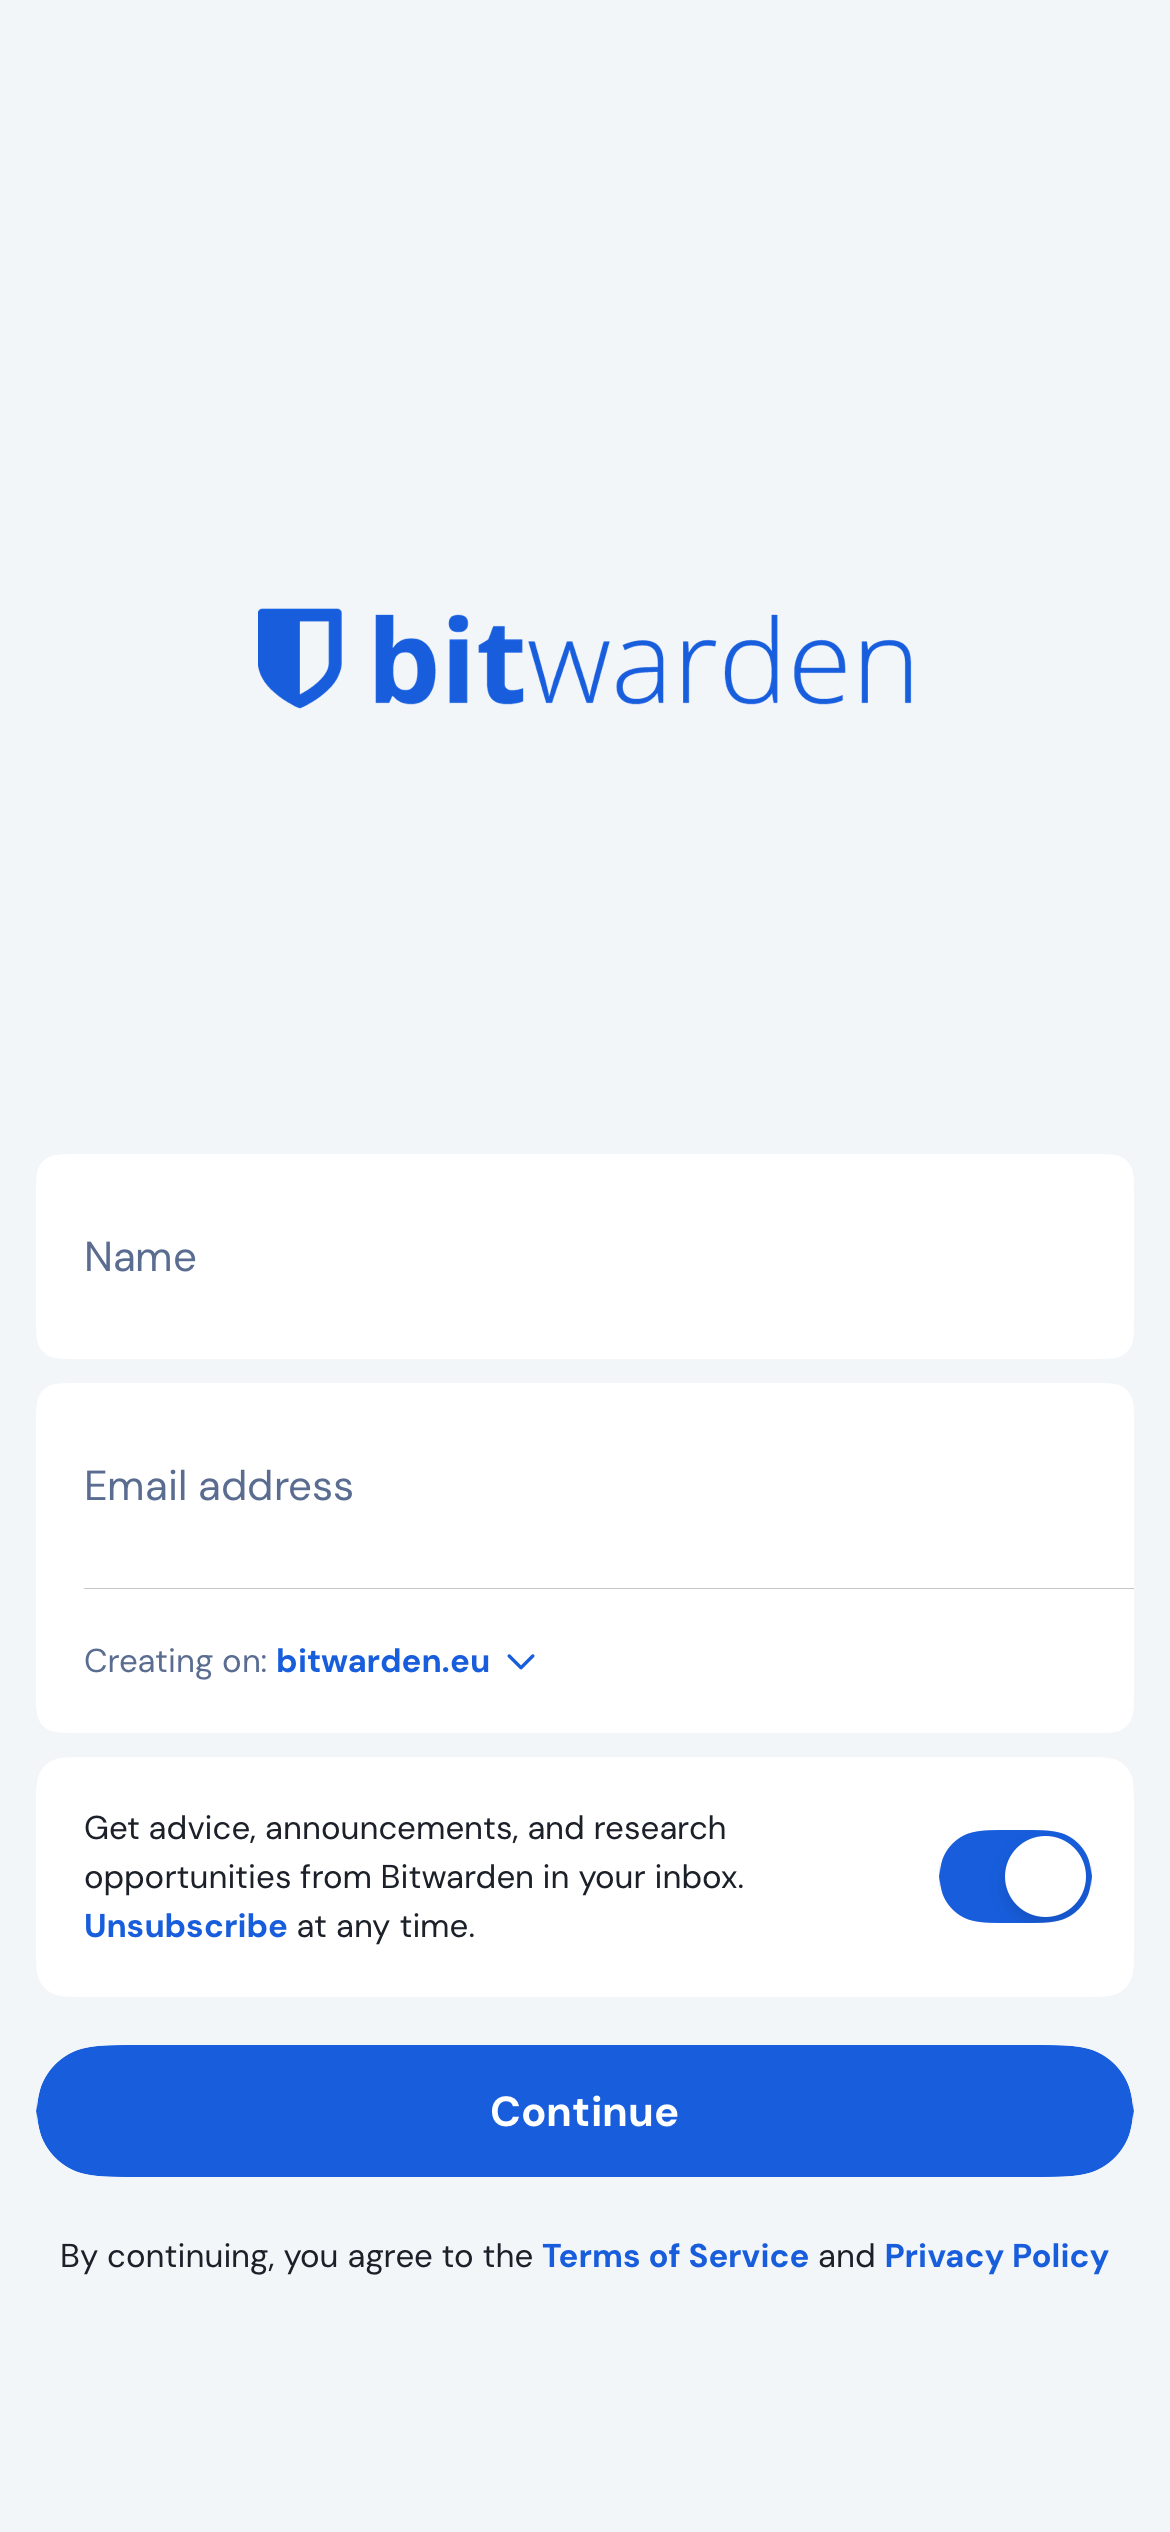 bitwarden
Name
Email address
Creating on: bitwarden.eu
Get advice, announcements, and research
opportunities from Bitwarden in your inbox.
Unsubscribe at any time.
Continue
By continuing, you agree to the Terms of Service and Privacy Policy